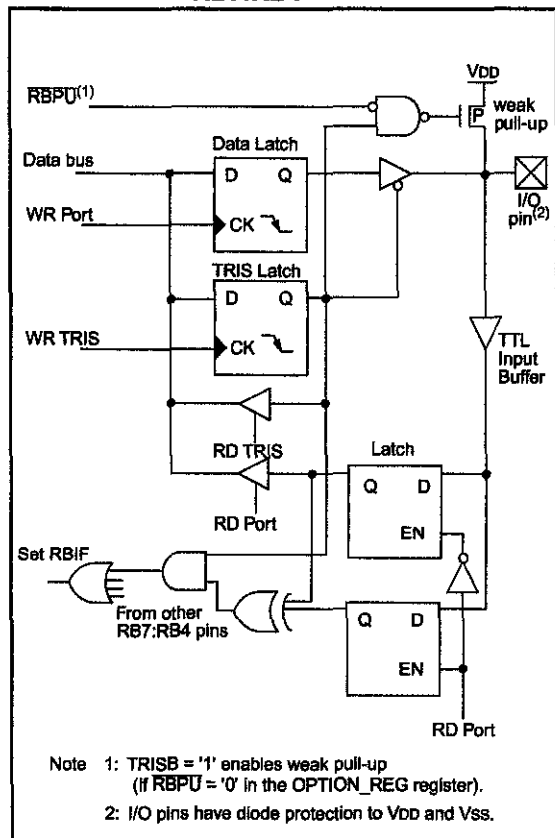 VDD
RBPU(1)
weak
pull-up
P
Data bus
Data Latch
D Q
I/O
pin(2)
WR Port
CK
TRIS Latch
D Q
WR TRIS
CK
TTL
Input
Buffer
RD TRIS
Latch
Q D
RD Port
EN
Set RBIF
From other
RB7:RB4 pins
Q D
EN
RD Port
Note 1: TRISB = '1' enables weak pull-up
(if RBPU = '0' in the OPTION_REG register).
2: I/O pins have diode protection to VDD and VSS.